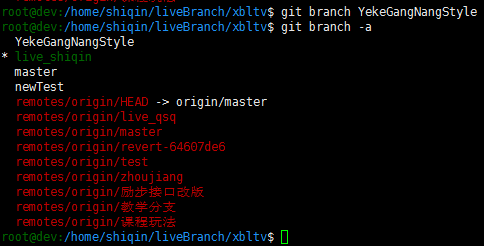 root@dev:/home/shiqin/liveBranch/xbltv$ git branch YekeGangNangStyle
root@dev:/home/shiqin/liveBranch/xbltv$ git branch -a
YekeGangNangStyle
* live_shiqin
master
newTest
remotes/origin/HEAD -> origin/master
remotes/origin/live_qsq
remotes/origin/master
remotes/origin/revert-64607de6
remotes/origin/test
remotes/origin/zhoujiang
remotes/origin/励步接口改版
remotes/origin/教掌分支
remotes/origin/课程玩法
root@dev:/home/shiqin/liveBranch/xbltv$